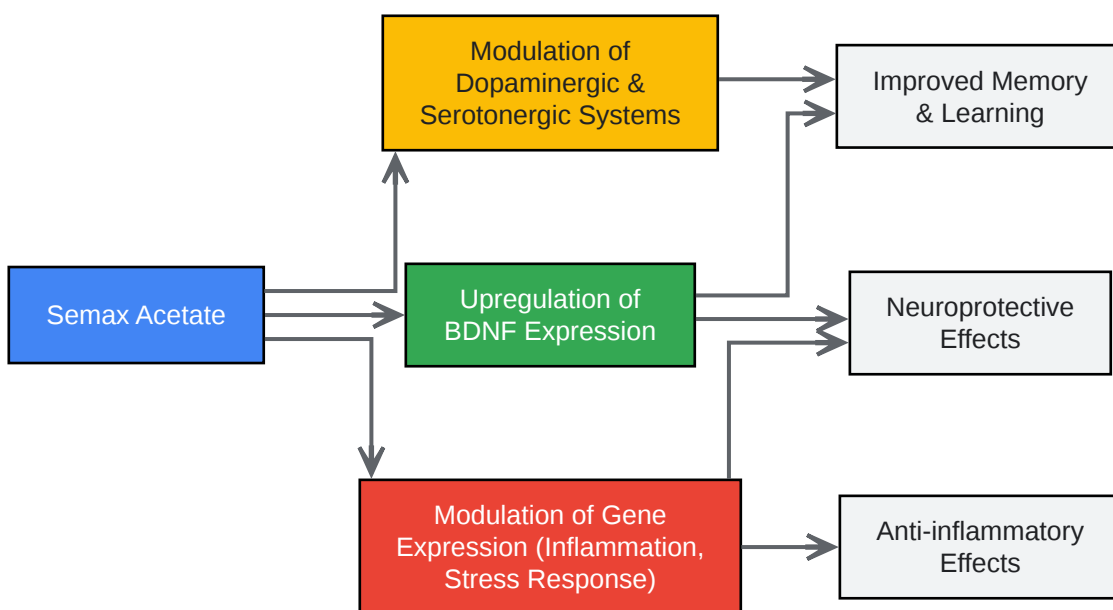 Modulation of
Dopaminergic &
Serotonergic Systems
Improved Memory
& Learning
Semax Acetate
Upregulation of
BDNF Expression
Neuroprotective
Effects
Modulation of Gene
Expression (Inflammation,
Stress Response)
Anti-inflammatory
Effects